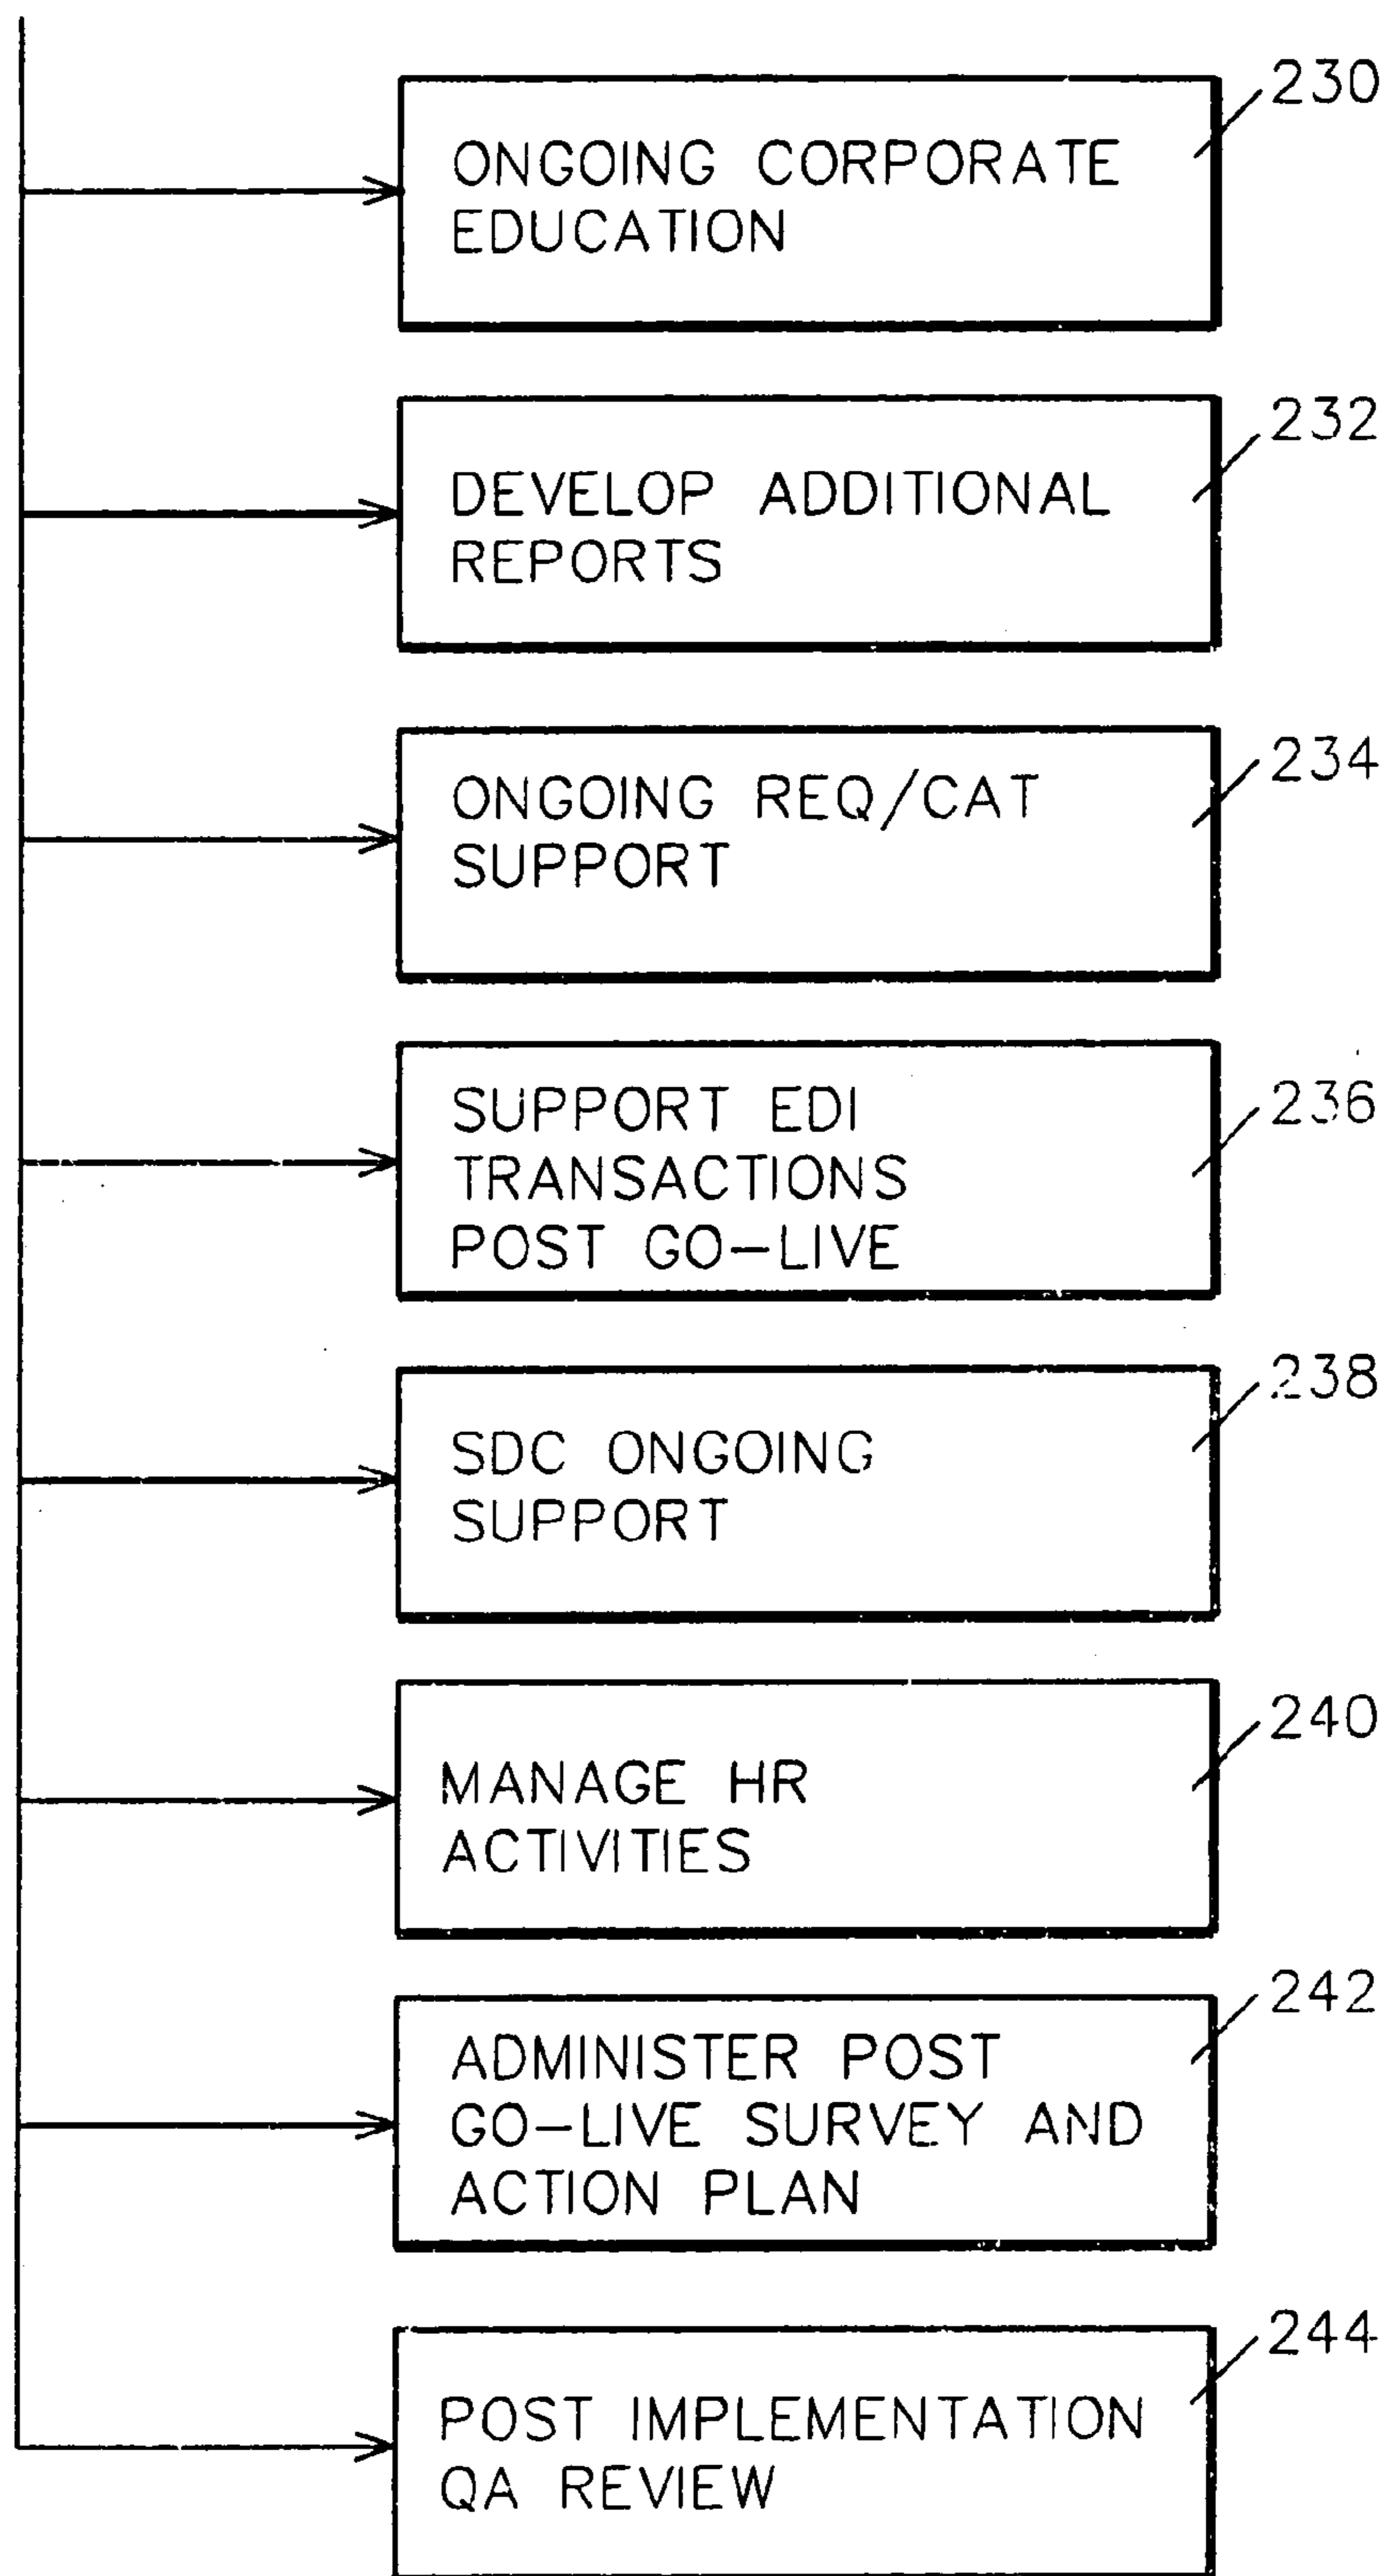 230
ONGOING CORPORATE
EDUCATION
232
DEVELOP ADDITIONAL
REPORTS
234
ONGOING REQ/CAT
SUPPORT
236
SUPPORT EDI
TRANSACTIONS
POST GO-LIVE
238
SDC ONGOING
SUPPORT
240
MANAGE HR
ACTIVITIES
242
ADMINISTER POST
GO-LIVE SURVEY AND
ACTION PLAN
244
POST IMPLEMENTATION
QA REVIEW